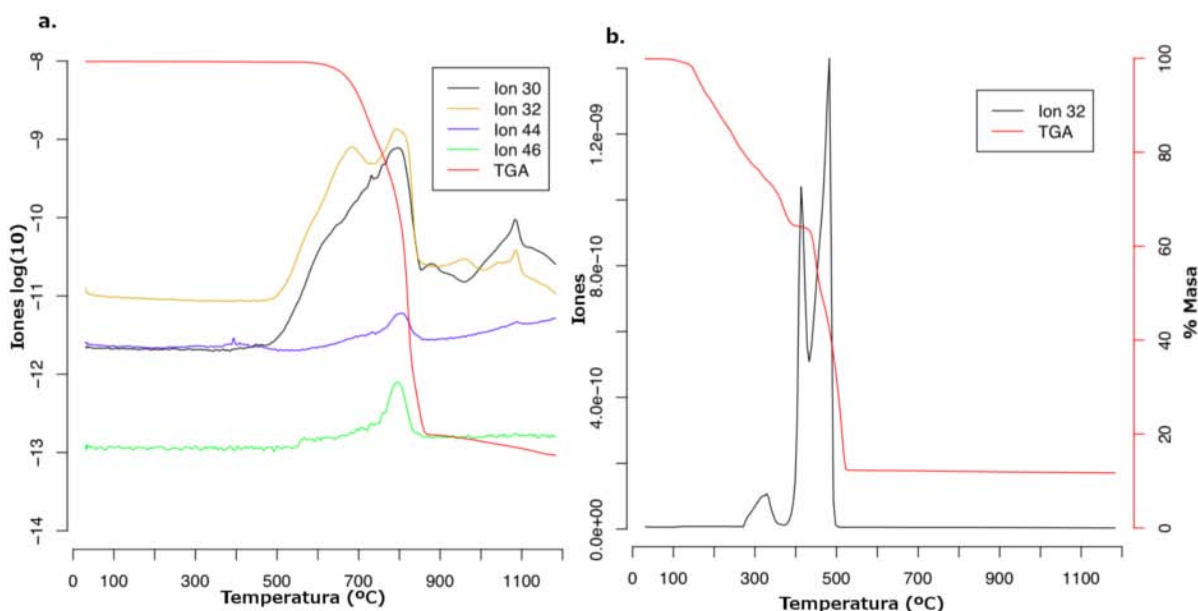 a.
Iones log(10)
-8
-9
-10
-11
-12
-13
-14
Ion 30
Ion 32
Ion 44
Ion 46
TGA
0 100 300 500 700 900 1100
Temperatura (ºC)
b.
Iones
1.2e-09
8.0e-10
4.0e-10
0.0e+00
Ion 32
TGA
100
80
60
40
20
0
% Masa
0 100 300 500 700 900 1100
Temperatura (ºC)